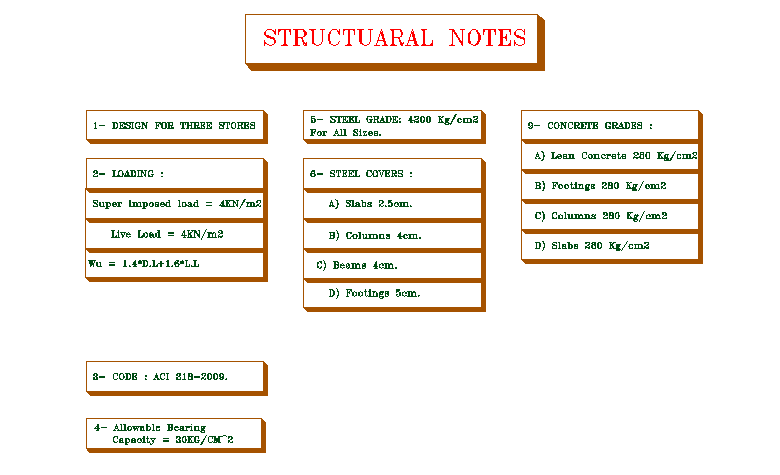 STRUCTUARAL NOTES
1- DESIGN FOR THREE STORES
2- LOADING :
Super imposed load = 4KN/m2
Live Load = 4KN/m2
Wu = 1.4*D.L+1.6*L.L
3- CODE : ACI 318-2009.
4- Allowable Bearing
Capacity = 30KG/CM^2
5- STEEL GRADE: 4200 Kg/cm2
For All Sizes.
6- STEEL COVERS :
A) Slabs 2.5cm.
B) Columns 4cm.
C) Beams 4cm.
D) Footings 5cm.
9- CONCRETE GRADES :
A) Lean Concrete 280 Kg/cm2
B) Footings 280 Kg/cm2
C) Columns 280 Kg/cm2
D) Slabs 280 Kg/cm2